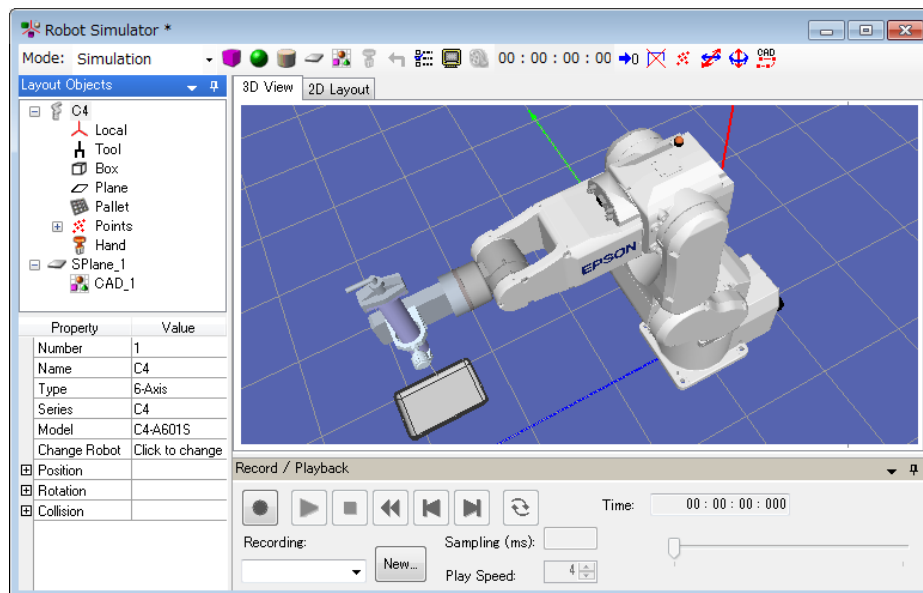 Robot Simulator *
Mode: Simulation 00 : 00 : 00 : 00 CAD
Layout Objects
3D View 2D Layout
C4
Local
Tool
Box
Plane
Pallet
Points
Hand
SPlane_1
CAD_1
EPSON
Property Value
Number 1
Name C4
Type 6-Axis
Series C4
Model C4-A601S
Change Robot Click to change
Position
Rotation
Collision
Record / Playback
Time: 00 : 00 : 00 : 000
Recording: Sampling (ms):
New...
Play Speed: 4